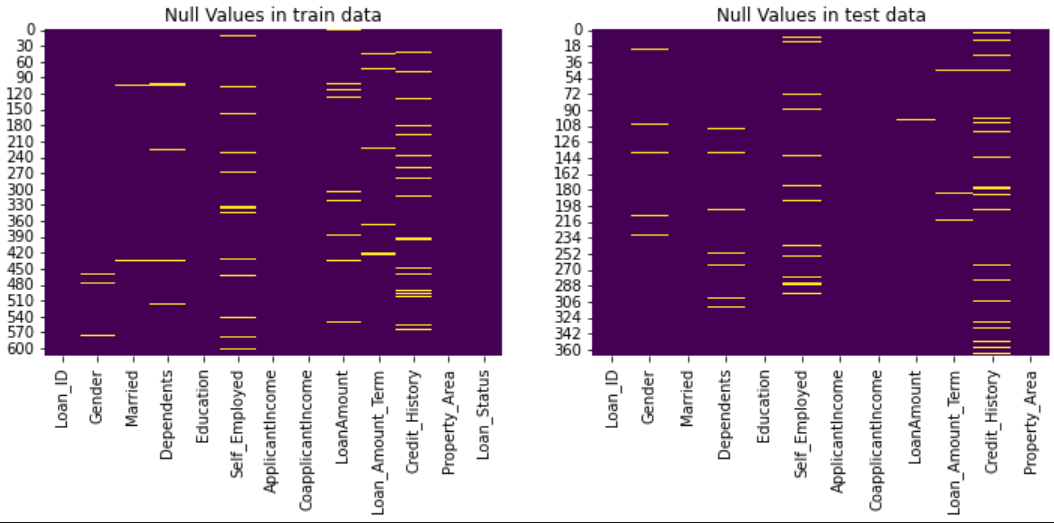 Null Values in train data
0
30
60
90
120
150
180
210
240
270
300
330
360
390
420
450
480
510
540
570
600
Loan_ID
Gender
Married
Dependents
Education
Self_Employed
ApplicantIncome
CoapplicantIncome
LoanAmount
Loan_Amount_Term
Credit_History
Property_Area
Loan_Status
Null Values in test data
0
18
36
54
72
90
108
126
144
162
180
198
216
234
252
270
288
306
324
342
360
Loan_ID
Gender
Married
Dependents
Education
Self_Employed
ApplicantIncome
CoapplicantIncome
LoanAmount
Loan_Amount_Term
Credit_History
Property_Area